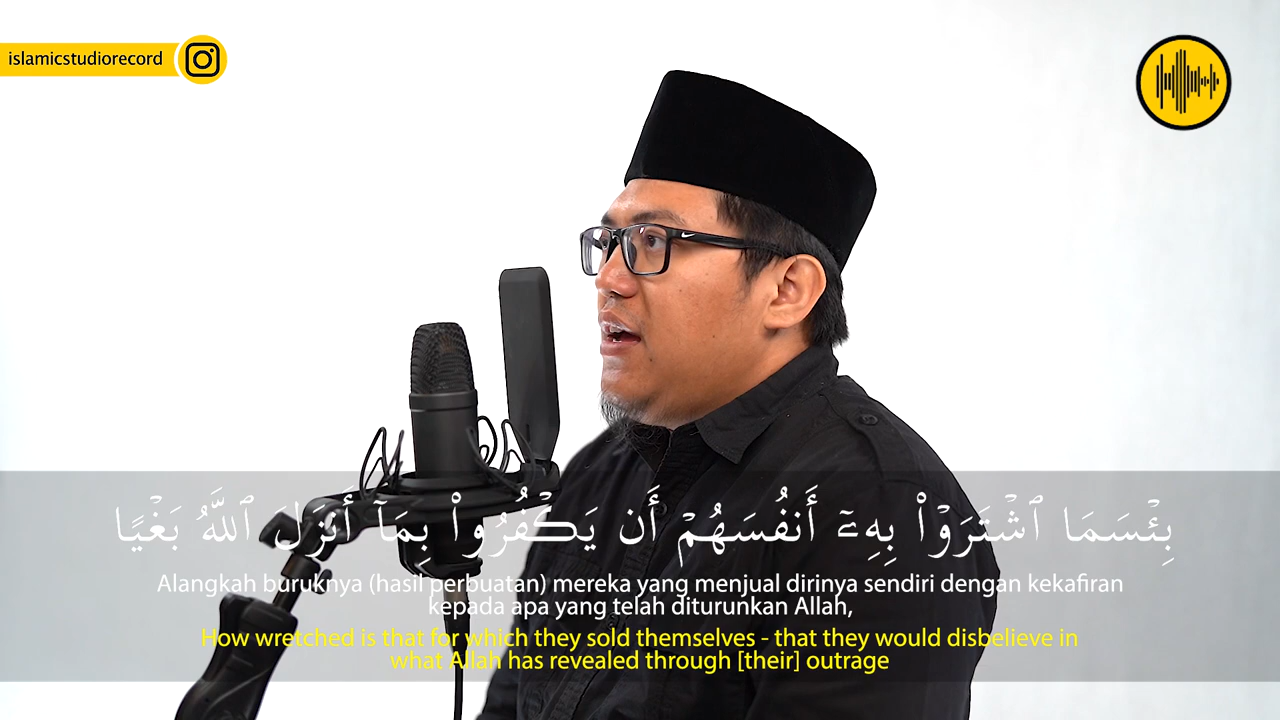 islamicstudiorecord
بِئْسَمَا ٱشْتَرَوْا۟ بِهِۦٓ أَنفُسَهُمْ أَن يَكْفُرُوا۟ بِمَآ أَنزَلَ ٱللَّهُ بَغْيًا
Alangkah buruknya (hasil perbuatan) mereka yang menjual dirinya sendiri dengan kekafiran
kepada apa yang telah diturunkan Allah,
How wretched is that for which they sold themselves - that they would disbelieve in
what Allah has revealed through [their] outrage